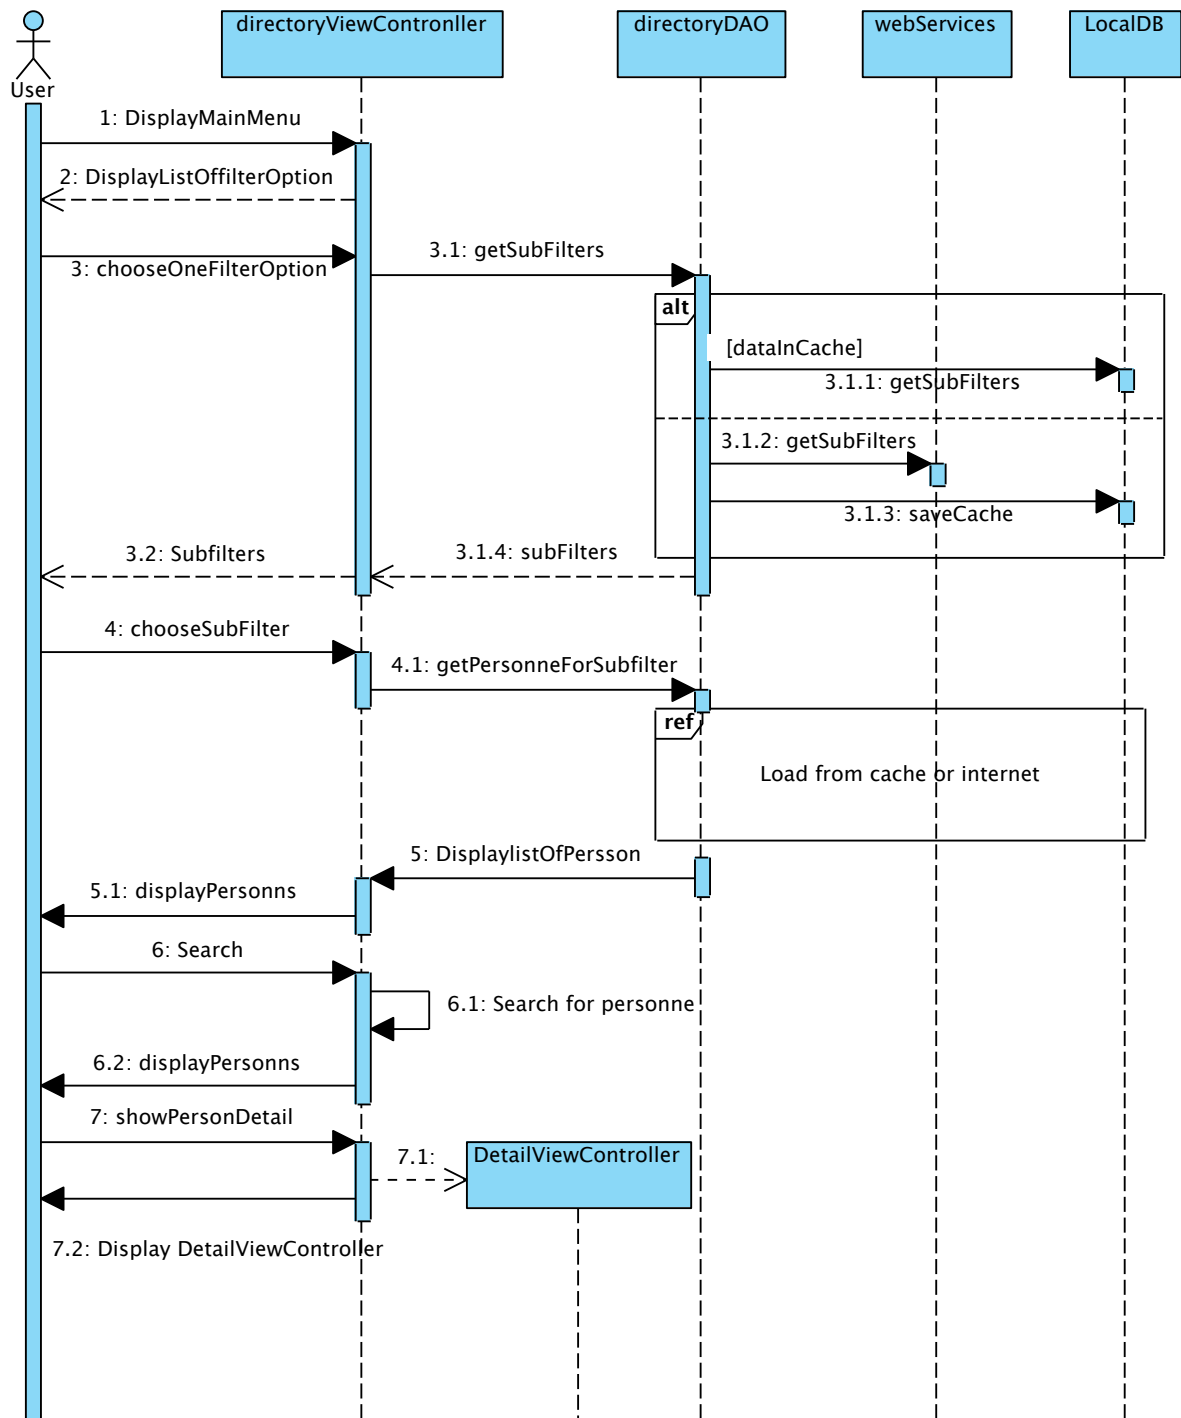 directoryViewContronller
directoryDAO
webServices
LocalDB
User
1: DisplayMainMenu
2: DisplayListOffilterOption
3: chooseOneFilterOption
3.1: getSubFilters
alt
[dataInCache]
3.1.1: getSubFilters
3.1.2: getSubFilters
3.1.3: saveCache
3.2: Subfilters
3.1.4: subFilters
4: chooseSubFilter
4.1: getPersonneForSubfilter
ref
Load from cache or internet
5: DisplaylistOfPersson
5.1: displayPersonns
6: Search
6.1: Search for personne
6.2: displayPersonns
7: showPersonDetail
7.1:
DetailViewController
7.2: Display DetailViewController